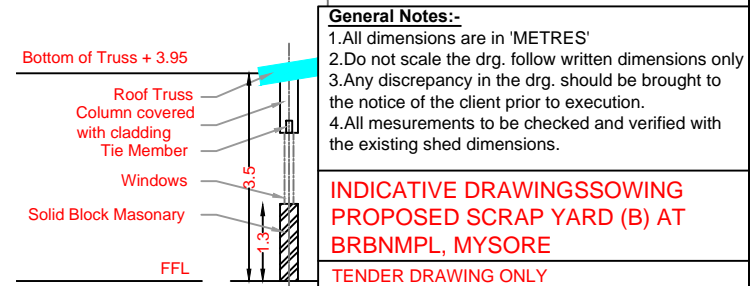 Bottom of Truss + 3.95
Roof Truss
Column covered
with cladding
Tie Member
Windows
3.5
Solid Block Masonary
1.3
FFL
General Notes:-
1.All dimensions are in 'METRES'
2.Do not scale the drg. follow written dimensions only
3.Any discrepancy in the drg. should be brought to
the notice of the client prior to execution.
4.All mesurements to be checked and verified with
the existing shed dimensions.
INDICATIVE DRAWINGSSOWING
PROPOSED SCRAP YARD (B) AT
BRBNMPL, MYSORE
TENDER DRAWING ONLY